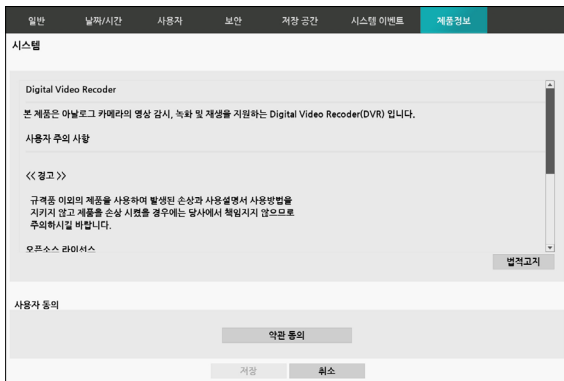 일반 날짜/시간 사용자 보안 저장 공간 시스템 이벤트 제품정보
시스템
Digital Video Recoder
본 제품은 아날로그 카메라의 영상 감시, 녹화 및 재생을 지원하는 Digital Video Recoder(DVR) 입니다.
사용자 주의 사항
<< 경고 >>
규격품 이외의 제품을 사용하여 발생된 손상과 사용설명서 사용방법을
지키지 않고 제품을 손상 시켰을 경우에는 당사에서 책임지지 않으므로
주의하시길 바랍니다.
오픈소스 라이선스
법적고지
사용자 동의
약관 동의
저장 취소